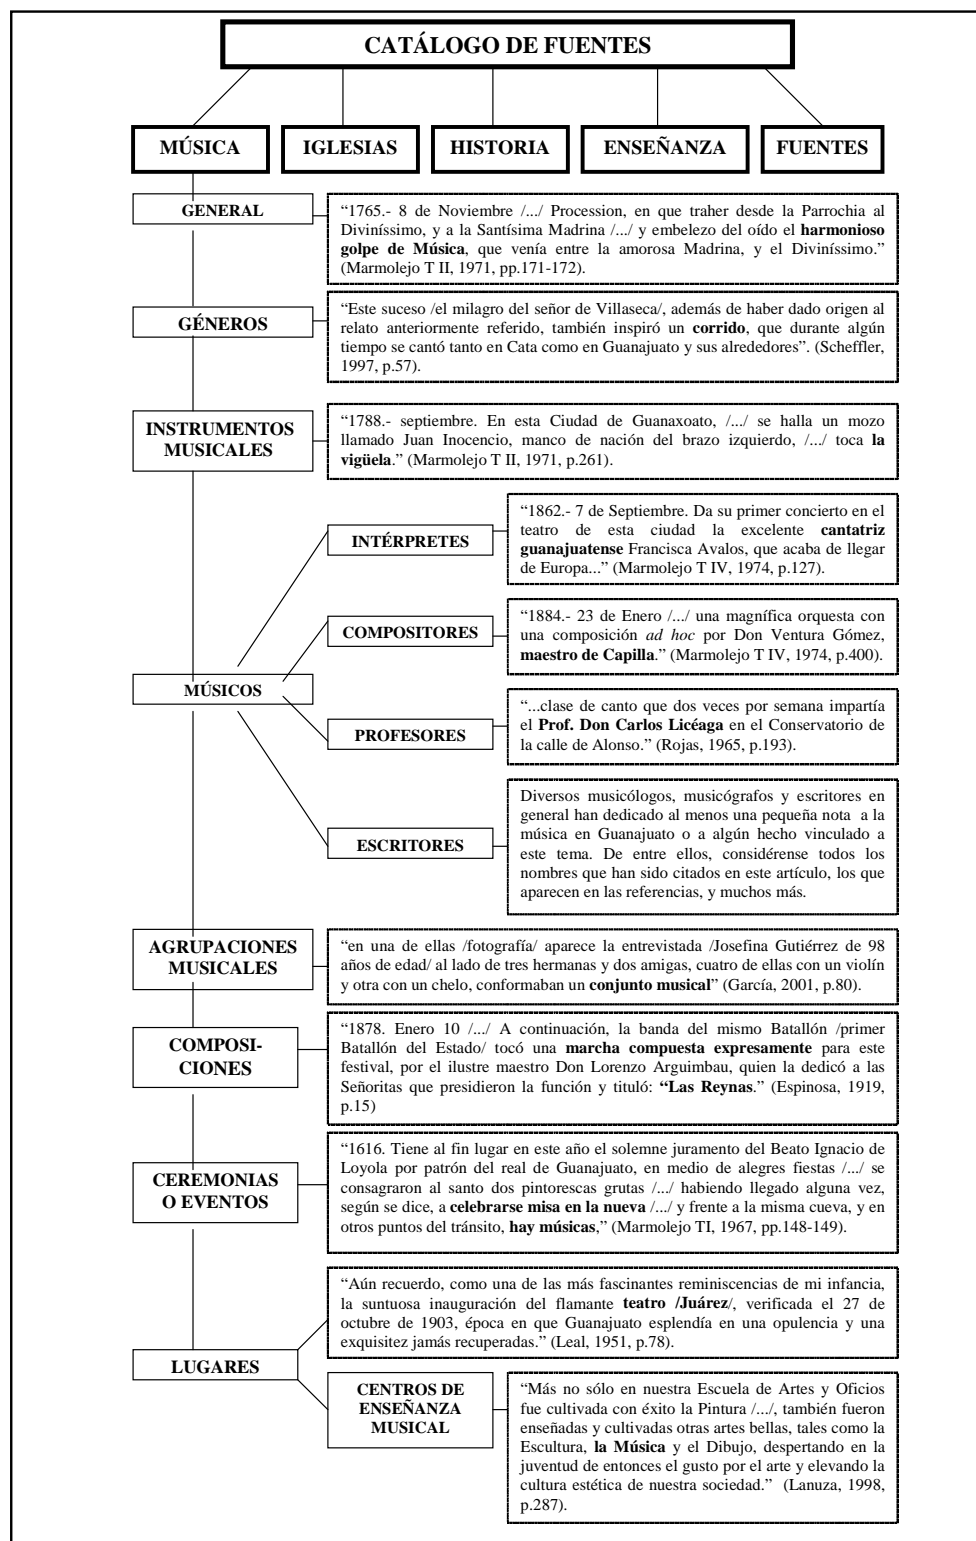 CATÁLOGO DE FUENTES
MÚSICA
IGLESIAS
HISTORIA
ENSEÑANZA
FUENTES
GENERAL
“1765.- 8 de Noviembre /.../ Procession, en que traher desde la Parrochia al
Diviníssimo, y a la Santísima Madrina /.../ y embelezo del oído el harmonioso
golpe de Música, que venía entre la amorosa Madrina, y el Diviníssimo.”
(Marmolejo T II, 1971, pp.171-172).
GÉNEROS
“Este suceso /el milagro del señor de Villaseca/, además de haber dado origen al
relato anteriormente referido, también inspiró un corrido, que durante algún
tiempo se cantó tanto en Cata como en Guanajuato y sus alrededores”. (Scheffler,
1997, p.57).
INSTRUMENTOS
MUSICALES
“1788.- septiembre. En esta Ciudad de Guanaxoato, /.../ se halla un mozo
llamado Juan Inocencio, manco de nación del brazo izquierdo, /.../ toca la
vigüela.” (Marmolejo T II, 1971, p.261).
MÚSICOS
INTÉRPRETES
“1862.- 7 de Septiembre. Da su primer concierto en el
teatro de esta ciudad la excelente cantatriz
guanajuatense Francisca Avalos, que acaba de llegar
de Europa...” (Marmolejo T IV, 1974, p.127).
COMPOSITORES
“1884.- 23 de Enero /.../ una magnífica orquesta con
una composición ad hoc por Don Ventura Gómez,
maestro de Capilla.” (Marmolejo T IV, 1974, p.400).
PROFESORES
“...clase de canto que dos veces por semana impartía
el Prof. Don Carlos Licéaga en el Conservatorio de
la calle de Alonso.” (Rojas, 1965, p.193).
ESCRITORES
Diversos musicólogos, musicógrafos y escritores en
general han dedicado al menos una pequeña nota a la
música en Guanajuato o a algún hecho vinculado a
este tema. De entre ellos, considérense todos los
nombres que han sido citados en este artículo, los que
aparecen en las referencias, y muchos más.
AGRUPACIONES
MUSICALES
“en una de ellas /fotografía/ aparece la entrevistada /Josefina Gutiérrez de 98
años de edad/ al lado de tres hermanas y dos amigas, cuatro de ellas con un violín
y otra con un chelo, conformaban un conjunto musical” (García, 2001, p.80).
COMPOSI-
CIONES
“1878. Enero 10 /.../ A continuación, la banda del mismo Batallón /primer
Batallón del Estado/ tocó una marcha compuesta expresamente para este
festival, por el ilustre maestro Don Lorenzo Arguimbau, quien la dedicó a las
Señoritas que presidieron la función y tituló: “Las Reynas.” (Espinosa, 1919,
p.15)
CEREMONIAS
O EVENTOS
“1616. Tiene al fin lugar en este año el solemne juramento del Beato Ignacio de
Loyola por patrón del real de Guanajuato, en medio de alegres fiestas /.../ se
consagraron al santo dos pintorescas grutas /.../ habiendo llegado alguna vez,
según se dice, a celebrarse misa en la nueva /.../ y frente a la misma cueva, y en
otros puntos del tránsito, hay músicas,” (Marmolejo TI, 1967, pp.148-149).
LUGARES
“Aún recuerdo, como una de las más fascinantes reminiscencias de mi infancia,
la suntuosa inauguración del flamante teatro /Juárez/, verificada el 27 de
octubre de 1903, época en que Guanajuato esplendía en una opulencia y una
exquisitez jamás recuperadas.” (Leal, 1951, p.78).
CENTROS DE
ENSEÑANZA
MUSICAL
“Más no sólo en nuestra Escuela de Artes y Oficios
fue cultivada con éxito la Pintura /.../, también fueron
enseñadas y cultivadas otras artes bellas, tales como la
Escultura, la Música y el Dibujo, despertando en la
juventud de entonces el gusto por el arte y elevando la
cultura estética de nuestra sociedad.” (Lanuza, 1998,
p.287).